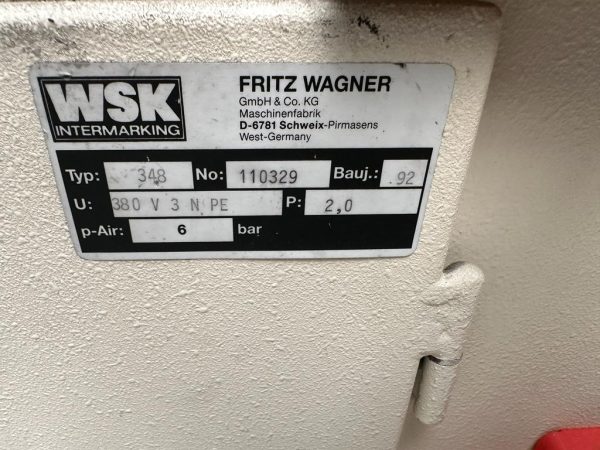 WSK
INTERMARKING
FRITZ WAGNER
GmbH & Co. KG
Maschinenfabrik
D-6781 Schweix-Pirmasens
West-Germany
Typ: 348 No: 110329 Bauj.: 92
U: 380 V 3 N PE P: 2,0
p-Air: 6 bar